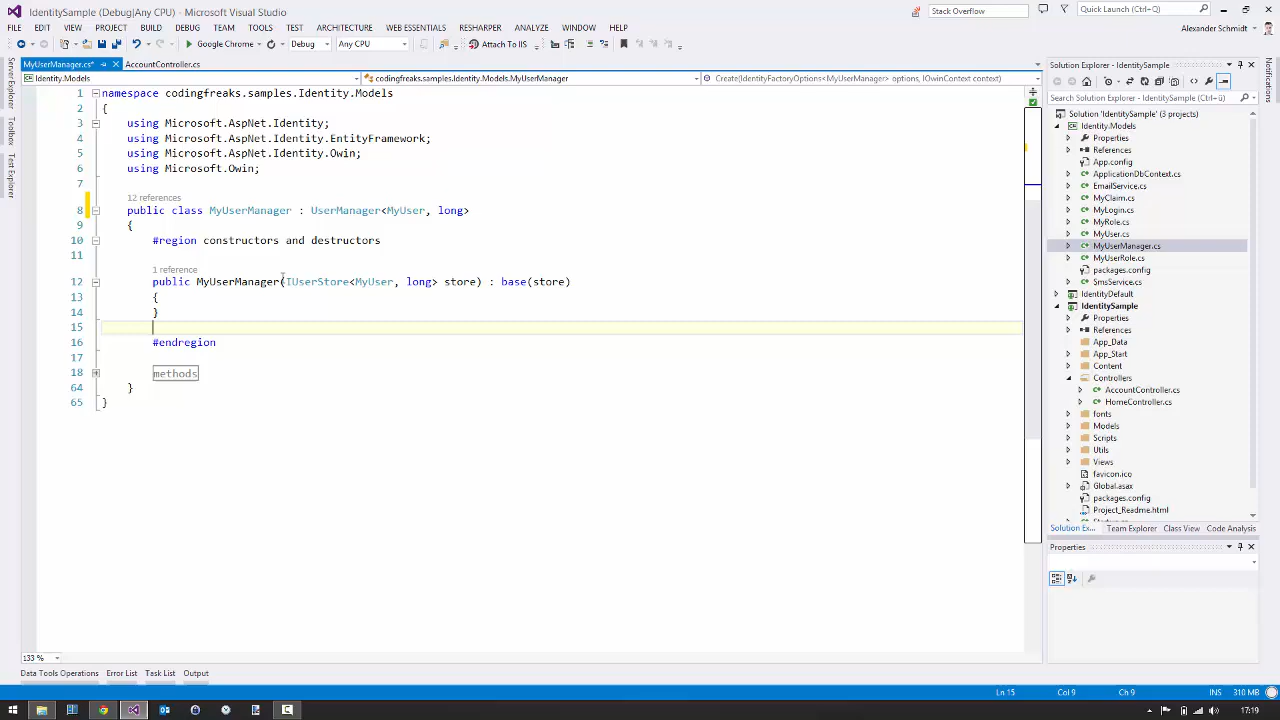 IdentitySample (Debug|Any CPU) - Microsoft Visual Studio
Stack Overflow
Quick Launch (Ctrl+Q)
FILE EDIT VIEW PROJECT BUILD DEBUG TEAM TOOLS TEST WEB ESSENTIALS RESHARPER ANALYZE WINDOW HELP
Alexander Schmidt
Google Chrome Debug Any CPU Attach To IIS
MyUserManager.cs* AccountController.cs
Identity.Models codingfreaks.samples.Identity.Models.MyUserManager Create(IdentityFactoryOptions<MyUserManager> options, IOwinContext context)
Server Explorer
Toolbox
Test Explorer
1 namespace codingfreaks.samples.Identity.Models
2 {
3 using Microsoft.AspNet.Identity;
4 using Microsoft.AspNet.Identity.EntityFramework;
5 using Microsoft.AspNet.Identity.Owin;
6 using Microsoft.Owin;
7
12 references
8 public class MyUserManager : UserManager<MyUser, long>
9 {
10 #region constructors and destructors
11
1 reference
12 public MyUserManager(IUserStore<MyUser, long> store) : base(store)
13 {
14 }
15
16 #endregion
17
18 methods
64 }
65 }
133 %
Solution Explorer - IdentitySample
Search Solution Explorer (Ctrl+ü)
Solution 'IdentitySample' (3 projects)
Identity.Models
Properties
References
App.config
ApplicationDbContext.cs
EmailService.cs
MyClaim.cs
MyLogin.cs
MyRole.cs
MyUser.cs
MyUserManager.cs
MyUserRole.cs
packages.config
SmsService.cs
IdentityDefault
IdentitySample
Properties
References
App_Data
App_Start
Content
Controllers
AccountController.cs
HomeController.cs
fonts
Models
Scripts
Utils
Views
favicon.ico
Global.asax
packages.config
Project_Readme.html
Solution Ex... Team Explorer Class View Code Analysis
Properties
Notifications
Data Tools Operations Error List Task List Output
Ln 15 Col 9 Ch 9 INS 310 MB
17:19